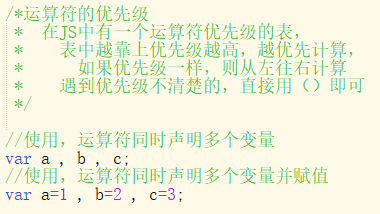 /*运算符的优先级
* 在JS中有一个运算符优先级的表，
* 表中越靠上优先级越高，越优先计算，
* 如果优先级一样，则从左往右计算
* 遇到优先级不清楚的，直接用（）即可
*/
//使用，运算符同时声明多个变量
var a , b , c;
//使用，运算符同时声明多个变量并赋值
var a=1 , b=2 , c=3;